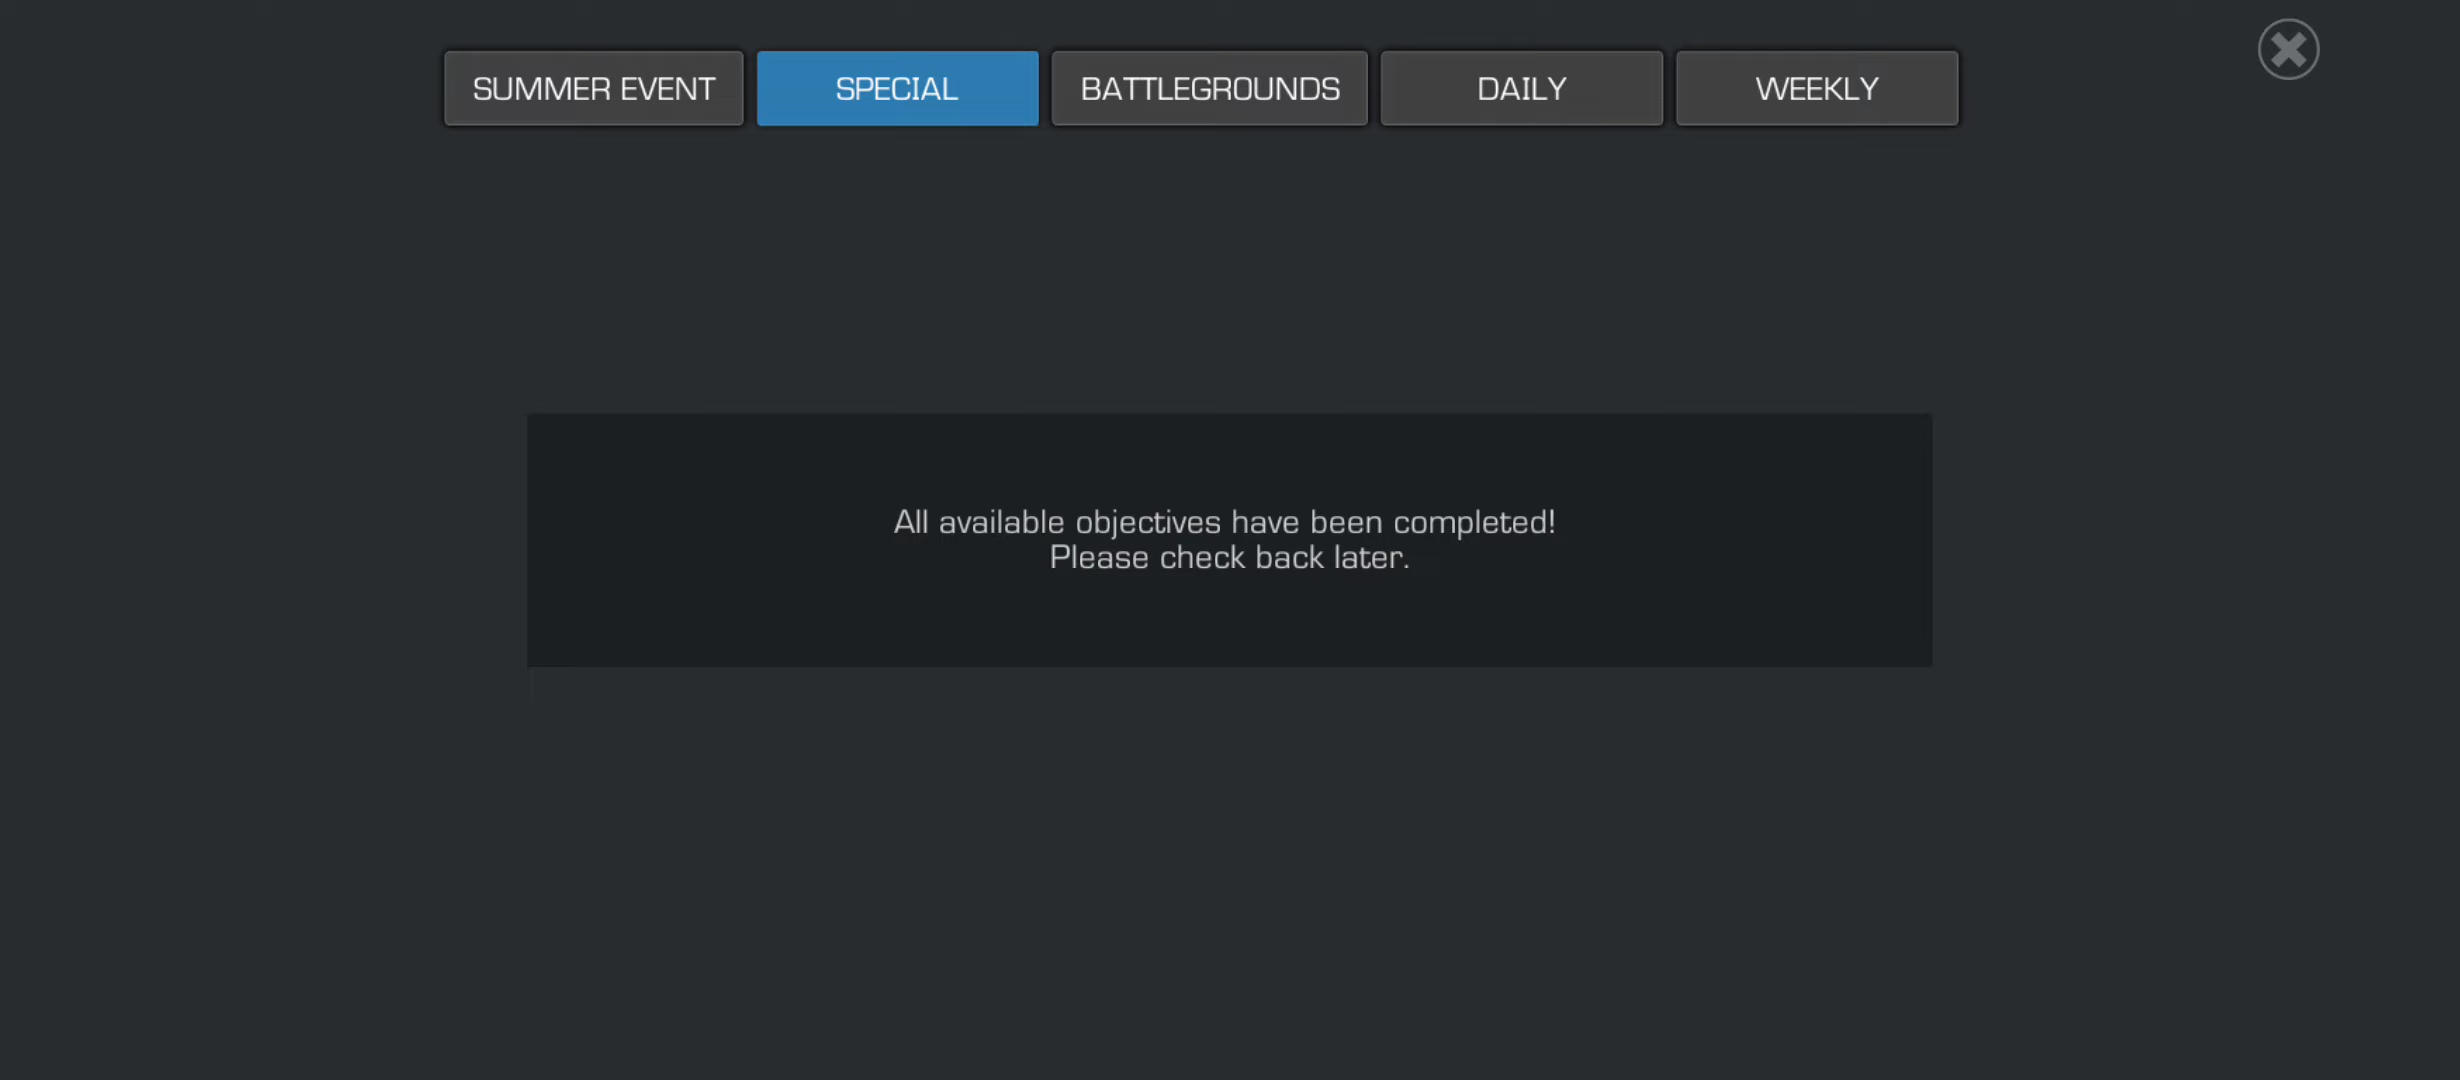 SUMMER EVENT
SPECIAL
BATTLEGROUNDS
DAILY
WEEKLY
All available objectives have been completed!
Please check back later.